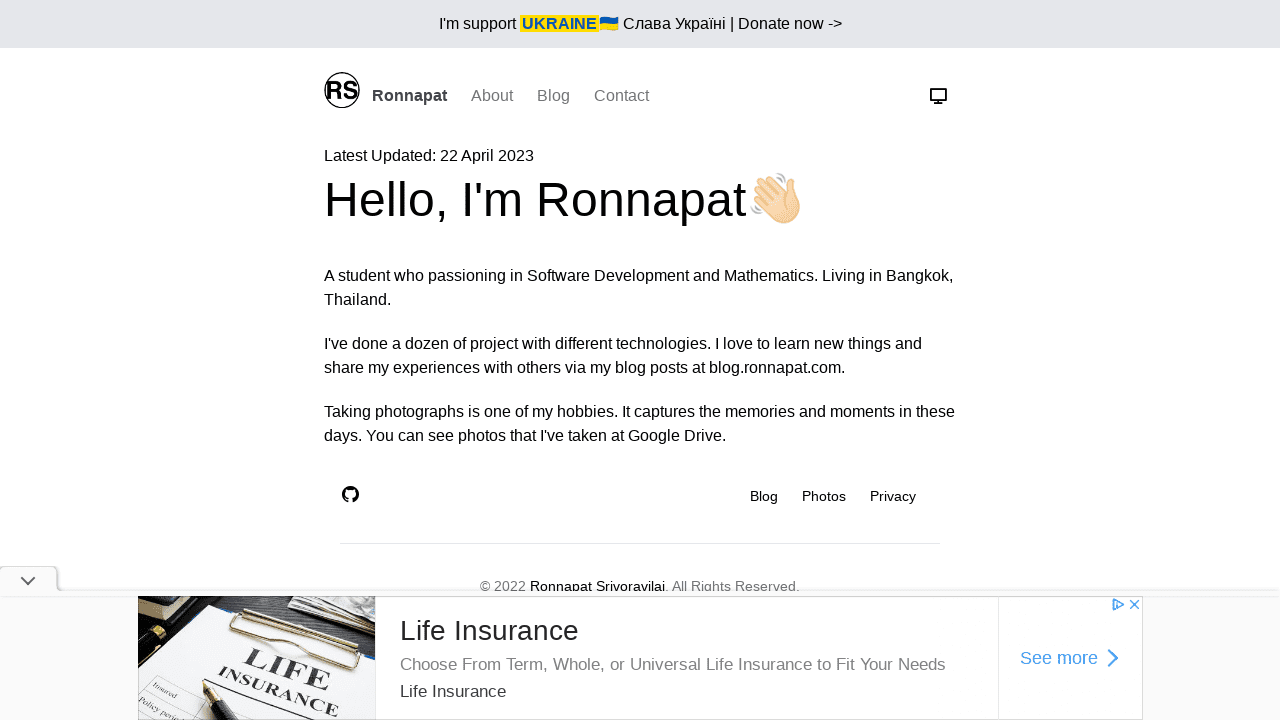 I'm support UKRAINE🇺🇦 Слава Україні | Donate now ->
RS
Ronnapat About Blog Contact
Latest Updated: 22 April 2023
Hello, I'm Ronnapat👋🏻
A student who passioning in Software Development and Mathematics. Living in Bangkok,
Thailand.
I've done a dozen of project with different technologies. I love to learn new things and
share my experiences with others via my blog posts at blog.ronnapat.com.
Taking photographs is one of my hobbies. It captures the memories and moments in these
days. You can see photos that I've taken at Google Drive.
Blog Photos Privacy
© 2022 Ronnapat Srivoravilai. All Rights Reserved.
LIFE
INSURANCE
Insured
Policy
Life Insurance
Choose From Term, Whole, or Universal Life Insurance to Fit Your Needs
Life Insurance
See more